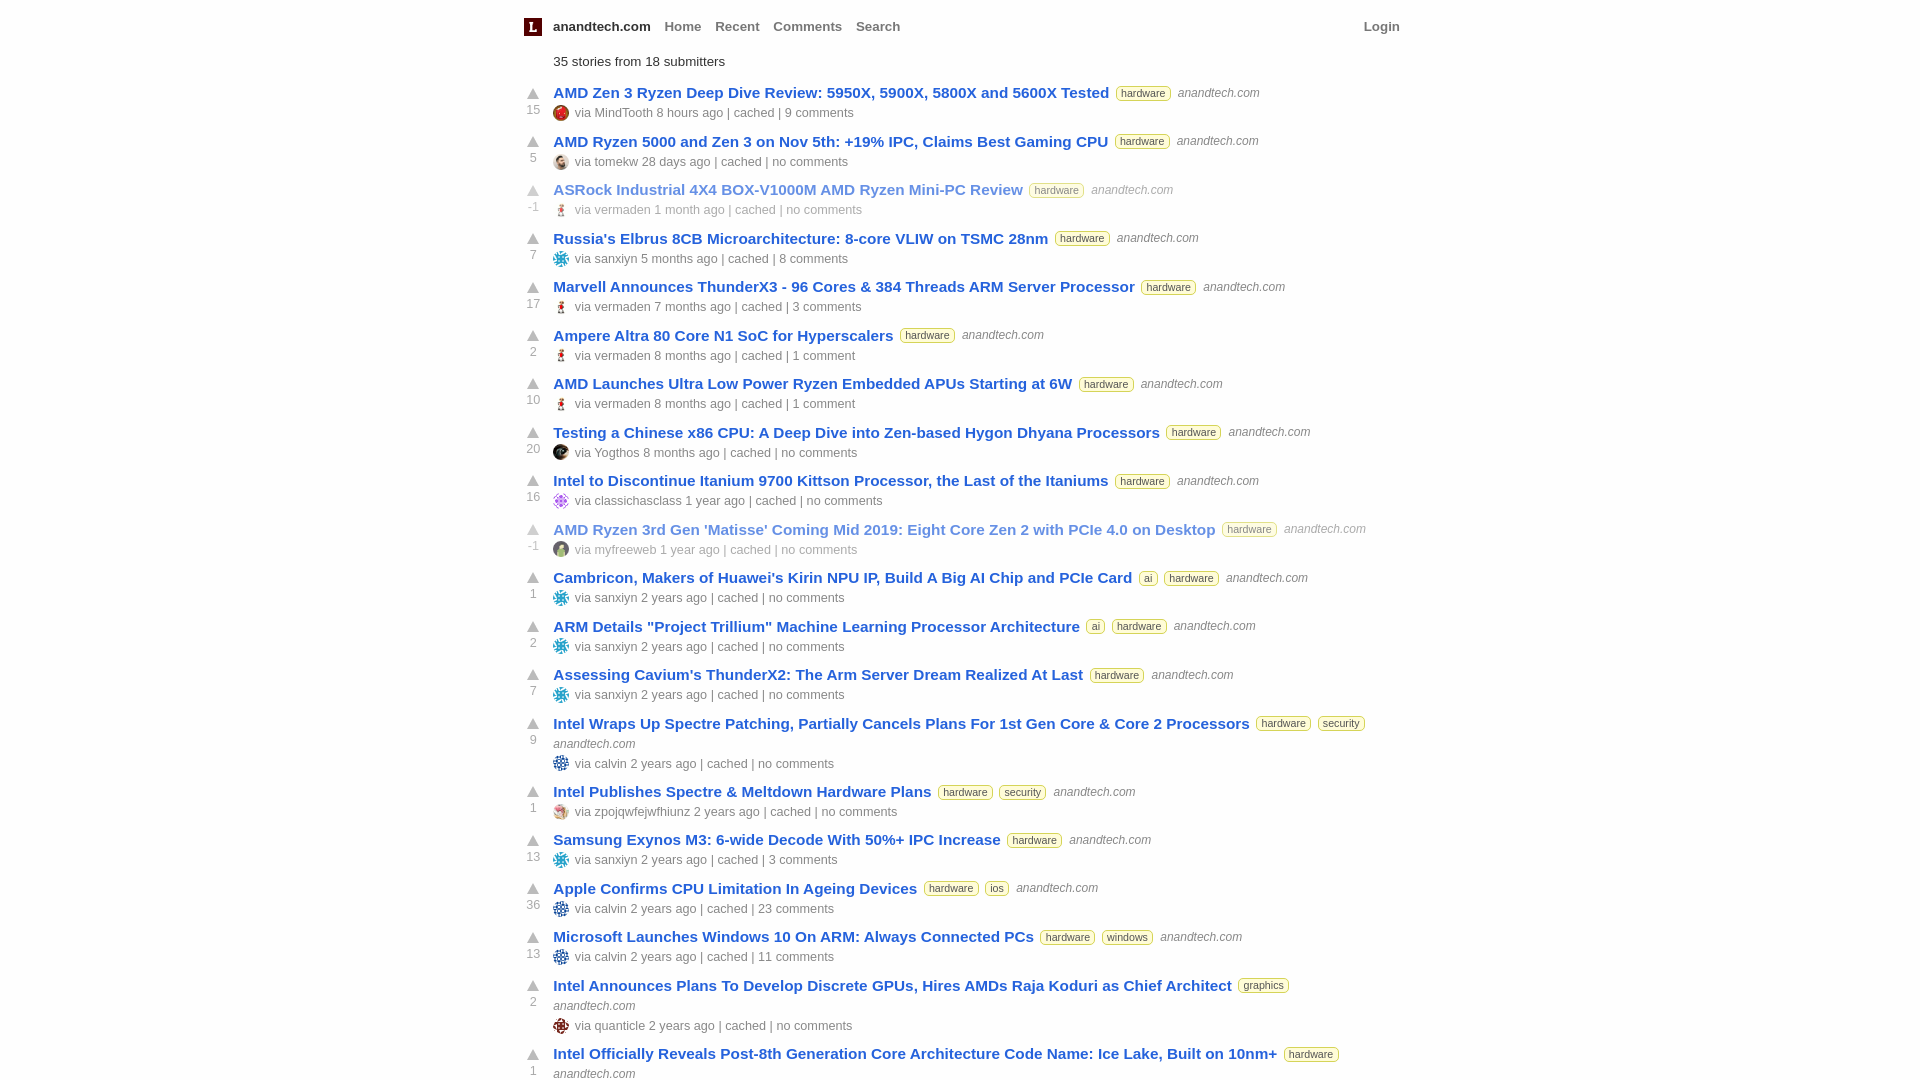 L anandtech.com Home Recent Comments Search Login
35 stories from 18 submitters
AMD Zen 3 Ryzen Deep Dive Review: 5950X, 5900X, 5800X and 5600X Tested hardware anandtech.com
15 via MindTooth 8 hours ago | cached | 9 comments
AMD Ryzen 5000 and Zen 3 on Nov 5th: +19% IPC, Claims Best Gaming CPU hardware anandtech.com
5 via tomekw 28 days ago | cached | no comments
ASRock Industrial 4X4 BOX-V1000M AMD Ryzen Mini-PC Review hardware anandtech.com
-1 via vermaden 1 month ago | cached | no comments
Russia's Elbrus 8CB Microarchitecture: 8-core VLIW on TSMC 28nm hardware anandtech.com
7 via sanxiyn 5 months ago | cached | 8 comments
Marvell Announces ThunderX3 - 96 Cores & 384 Threads ARM Server Processor hardware anandtech.com
17 via vermaden 7 months ago | cached | 3 comments
Ampere Altra 80 Core N1 SoC for Hyperscalers hardware anandtech.com
2 via vermaden 8 months ago | cached | 1 comment
AMD Launches Ultra Low Power Ryzen Embedded APUs Starting at 6W hardware anandtech.com
10 via vermaden 8 months ago | cached | 1 comment
Testing a Chinese x86 CPU: A Deep Dive into Zen-based Hygon Dhyana Processors hardware anandtech.com
20 via Yogthos 8 months ago | cached | no comments
Intel to Discontinue Itanium 9700 Kittson Processor, the Last of the Itaniums hardware anandtech.com
16 via classichasclass 1 year ago | cached | no comments
AMD Ryzen 3rd Gen 'Matisse' Coming Mid 2019: Eight Core Zen 2 with PCIe 4.0 on Desktop hardware anandtech.com
-1 via myfreeweb 1 year ago | cached | no comments
Cambricon, Makers of Huawei's Kirin NPU IP, Build A Big AI Chip and PCIe Card ai hardware anandtech.com
1 via sanxiyn 2 years ago | cached | no comments
ARM Details "Project Trillium" Machine Learning Processor Architecture ai hardware anandtech.com
2 via sanxiyn 2 years ago | cached | no comments
Assessing Cavium's ThunderX2: The Arm Server Dream Realized At Last hardware anandtech.com
7 via sanxiyn 2 years ago | cached | no comments
Intel Wraps Up Spectre Patching, Partially Cancels Plans For 1st Gen Core & Core 2 Processors hardware security
9 anandtech.com
via calvin 2 years ago | cached | no comments
Intel Publishes Spectre & Meltdown Hardware Plans hardware security anandtech.com
1 via zpojqwfejwfhiunz 2 years ago | cached | no comments
Samsung Exynos M3: 6-wide Decode With 50%+ IPC Increase hardware anandtech.com
13 via sanxiyn 2 years ago | cached | 3 comments
Apple Confirms CPU Limitation In Ageing Devices hardware ios anandtech.com
36 via calvin 2 years ago | cached | 23 comments
Microsoft Launches Windows 10 On ARM: Always Connected PCs hardware windows anandtech.com
13 via calvin 2 years ago | cached | 11 comments
Intel Announces Plans To Develop Discrete GPUs, Hires AMDs Raja Koduri as Chief Architect graphics
2 anandtech.com
via quanticle 2 years ago | cached | no comments
Intel Officially Reveals Post-8th Generation Core Architecture Code Name: Ice Lake, Built on 10nm+ hardware
1 anandtech.com